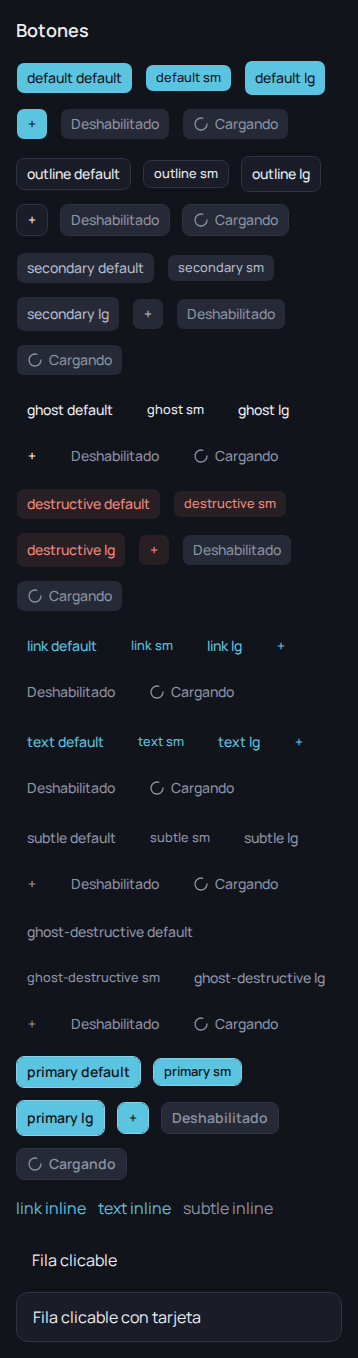 Botones
default default default sm default lg
+ Deshabilitado Cargando
outline default outline sm outline lg
+ Deshabilitado Cargando
secondary default secondary sm
secondary lg + Deshabilitado
Cargando
ghost default ghost sm ghost lg
+ Deshabilitado Cargando
destructive default destructive sm
destructive lg + Deshabilitado
Cargando
link default link sm link lg +
Deshabilitado Cargando
text default text sm text lg +
Deshabilitado Cargando
subtle default subtle sm subtle lg
+ Deshabilitado Cargando
ghost-destructive default
ghost-destructive sm ghost-destructive lg
+ Deshabilitado Cargando
primary default primary sm
primary lg + Deshabilitado
Cargando
link inline text inline subtle inline
Fila clicable
Fila clicable con tarjeta